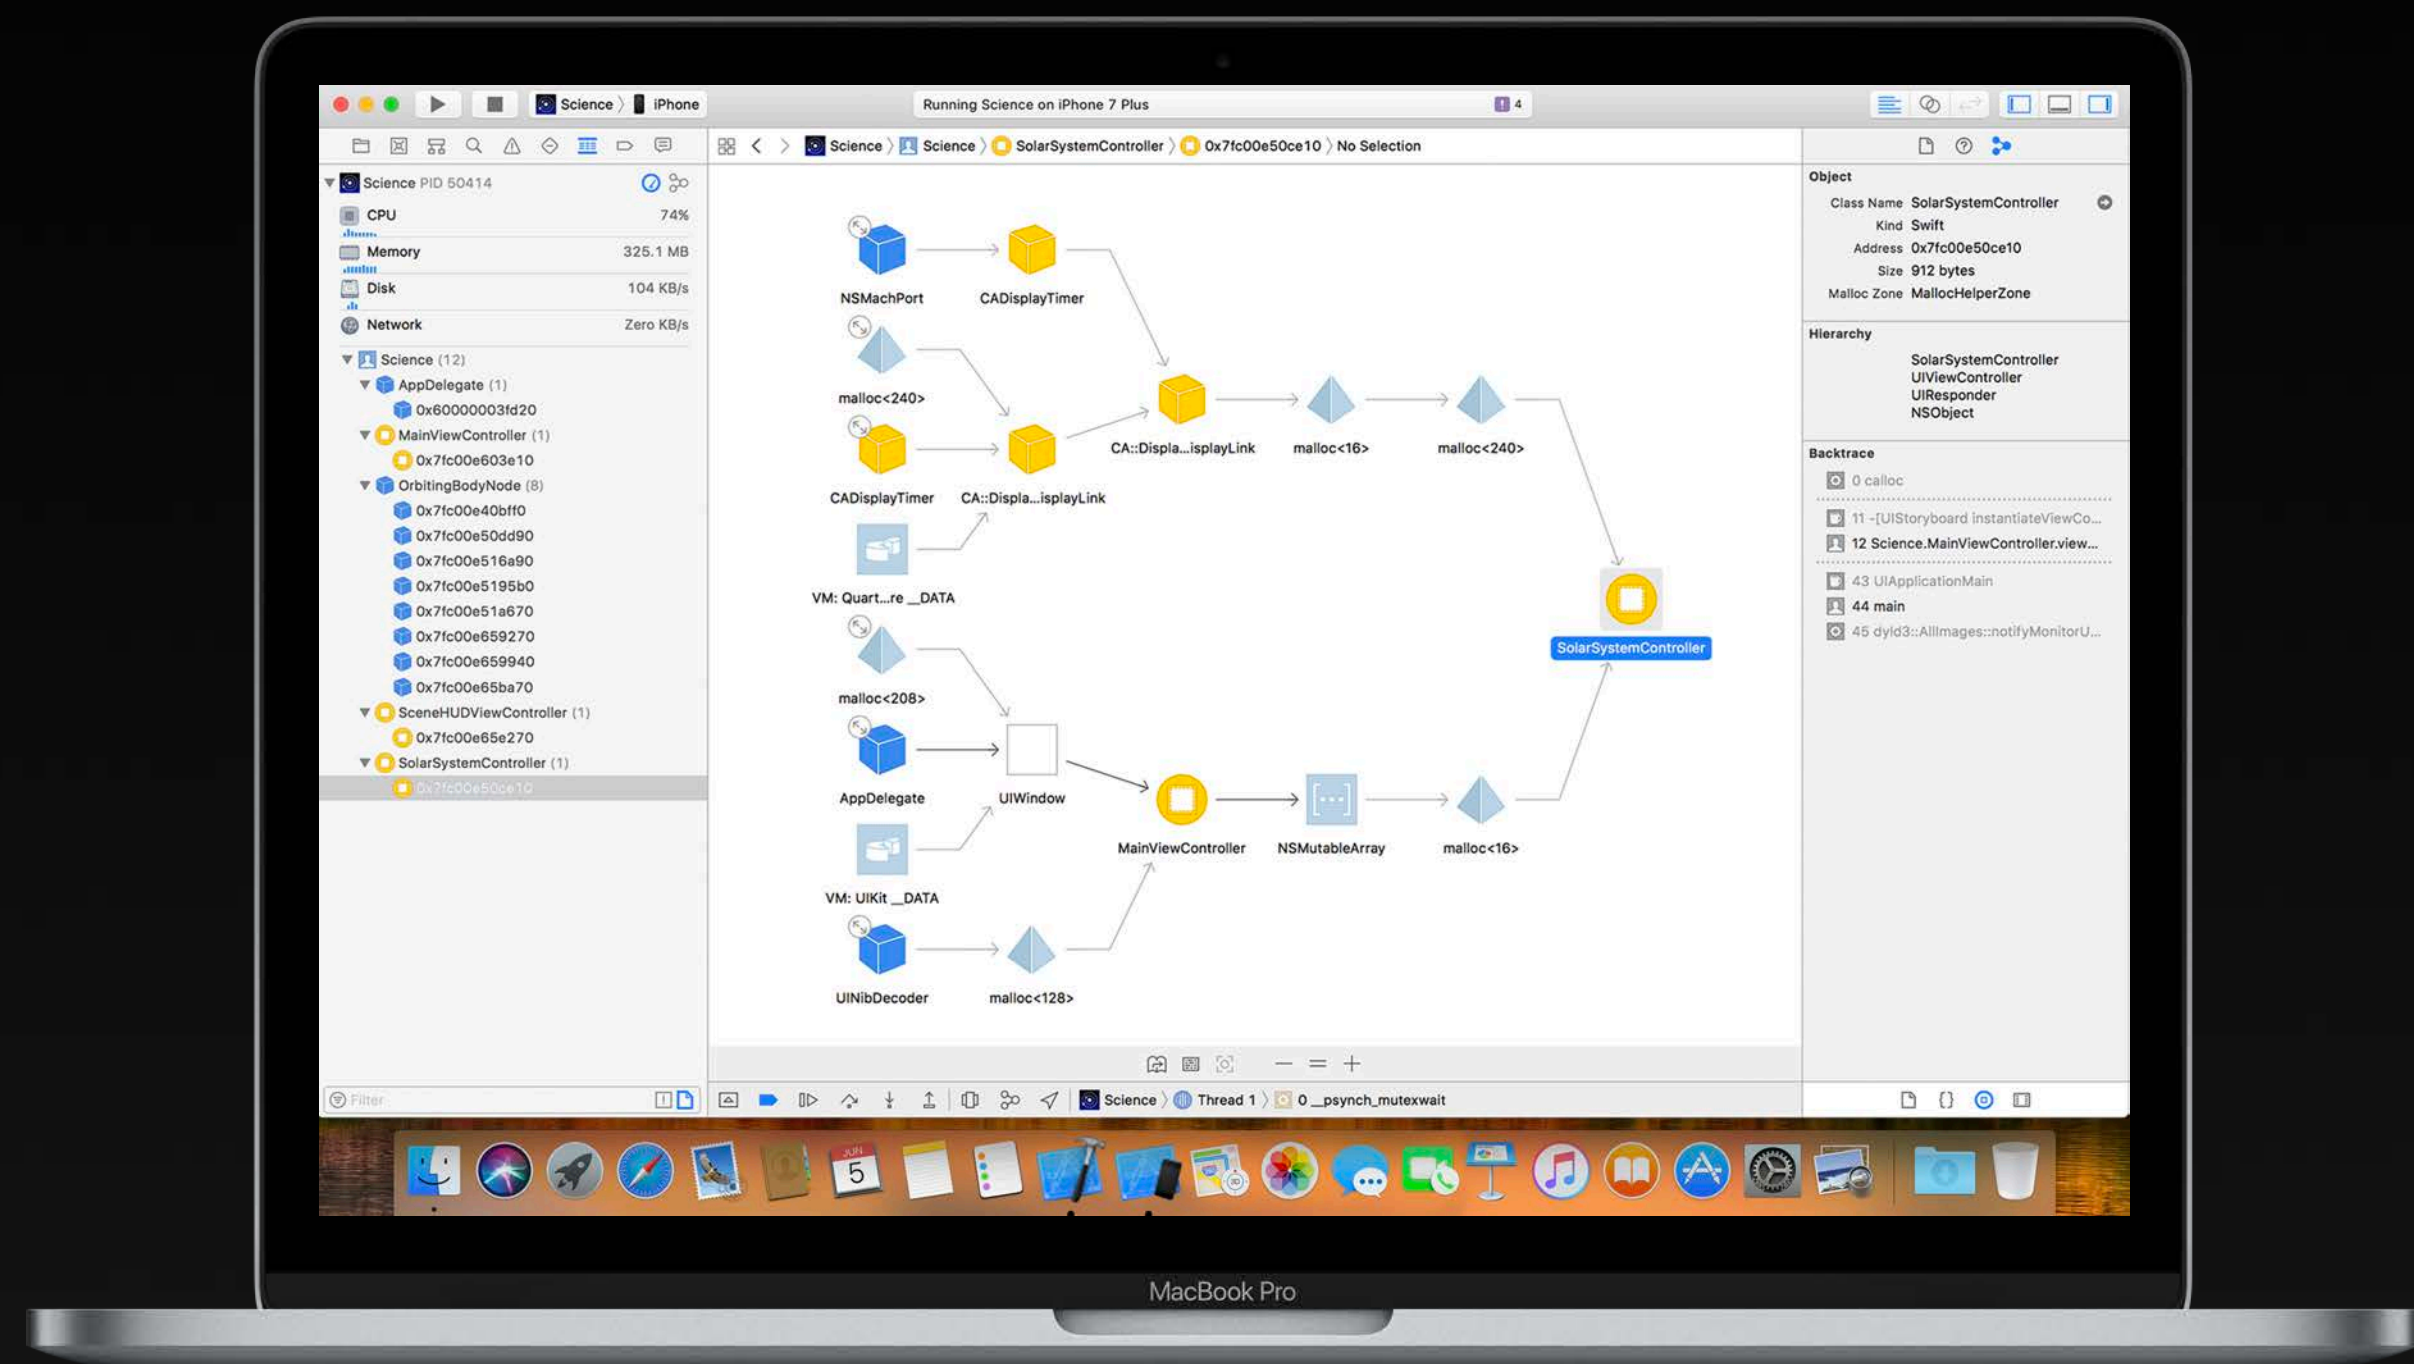 Science iPhone
Running Science on iPhone 7 Plus
4
Science Science SolarSystemController 0x7fc00e50ce10 No Selection
Science PID 50414
CPU 74%
Memory 325.1 MB
Disk 104 KB/s
Network Zero KB/s
Science (12)
AppDelegate (1)
0x60000003fd20
MainViewController (1)
0x7fc00e603e10
OrbitingBodyNode (8)
0x7fc00e40bff0
0x7fc00e50dd90
0x7fc00e516a90
0x7fc00e5195b0
0x7fc00e51a670
0x7fc00e659270
0x7fc00e659940
0x7fc00e65ba70
SceneHUDViewController (1)
0x7fc00e65e270
SolarSystemController (1)
0x7fc00e50ce10
Filter
NSMachPort CADisplayTimer
malloc<240>
CA::Displa...isplayLink malloc<16> malloc<240>
CADisplayTimer CA::Displa...isplayLink
VM: Quart...re __DATA
SolarSystemController
malloc<208>
AppDelegate UIWindow
MainViewController NSMutableArray malloc<16>
VM: UIKit __DATA
UINibDecoder malloc<128>
Science Thread 1 0 __psynch_mutexwait
Object
Class Name SolarSystemController
Kind Swift
Address 0x7fc00e50ce10
Size 912 bytes
Malloc Zone MallocHelperZone
Hierarchy
SolarSystemController
UIViewController
UIResponder
NSObject
Backtrace
0 calloc
11 -[UIStoryboard instantiateViewCo...
12 Science.MainViewController.view...
43 UIApplicationMain
44 main
45 dyld3::AllImages::notifyMonitorU...
JUN
5
MacBook Pro